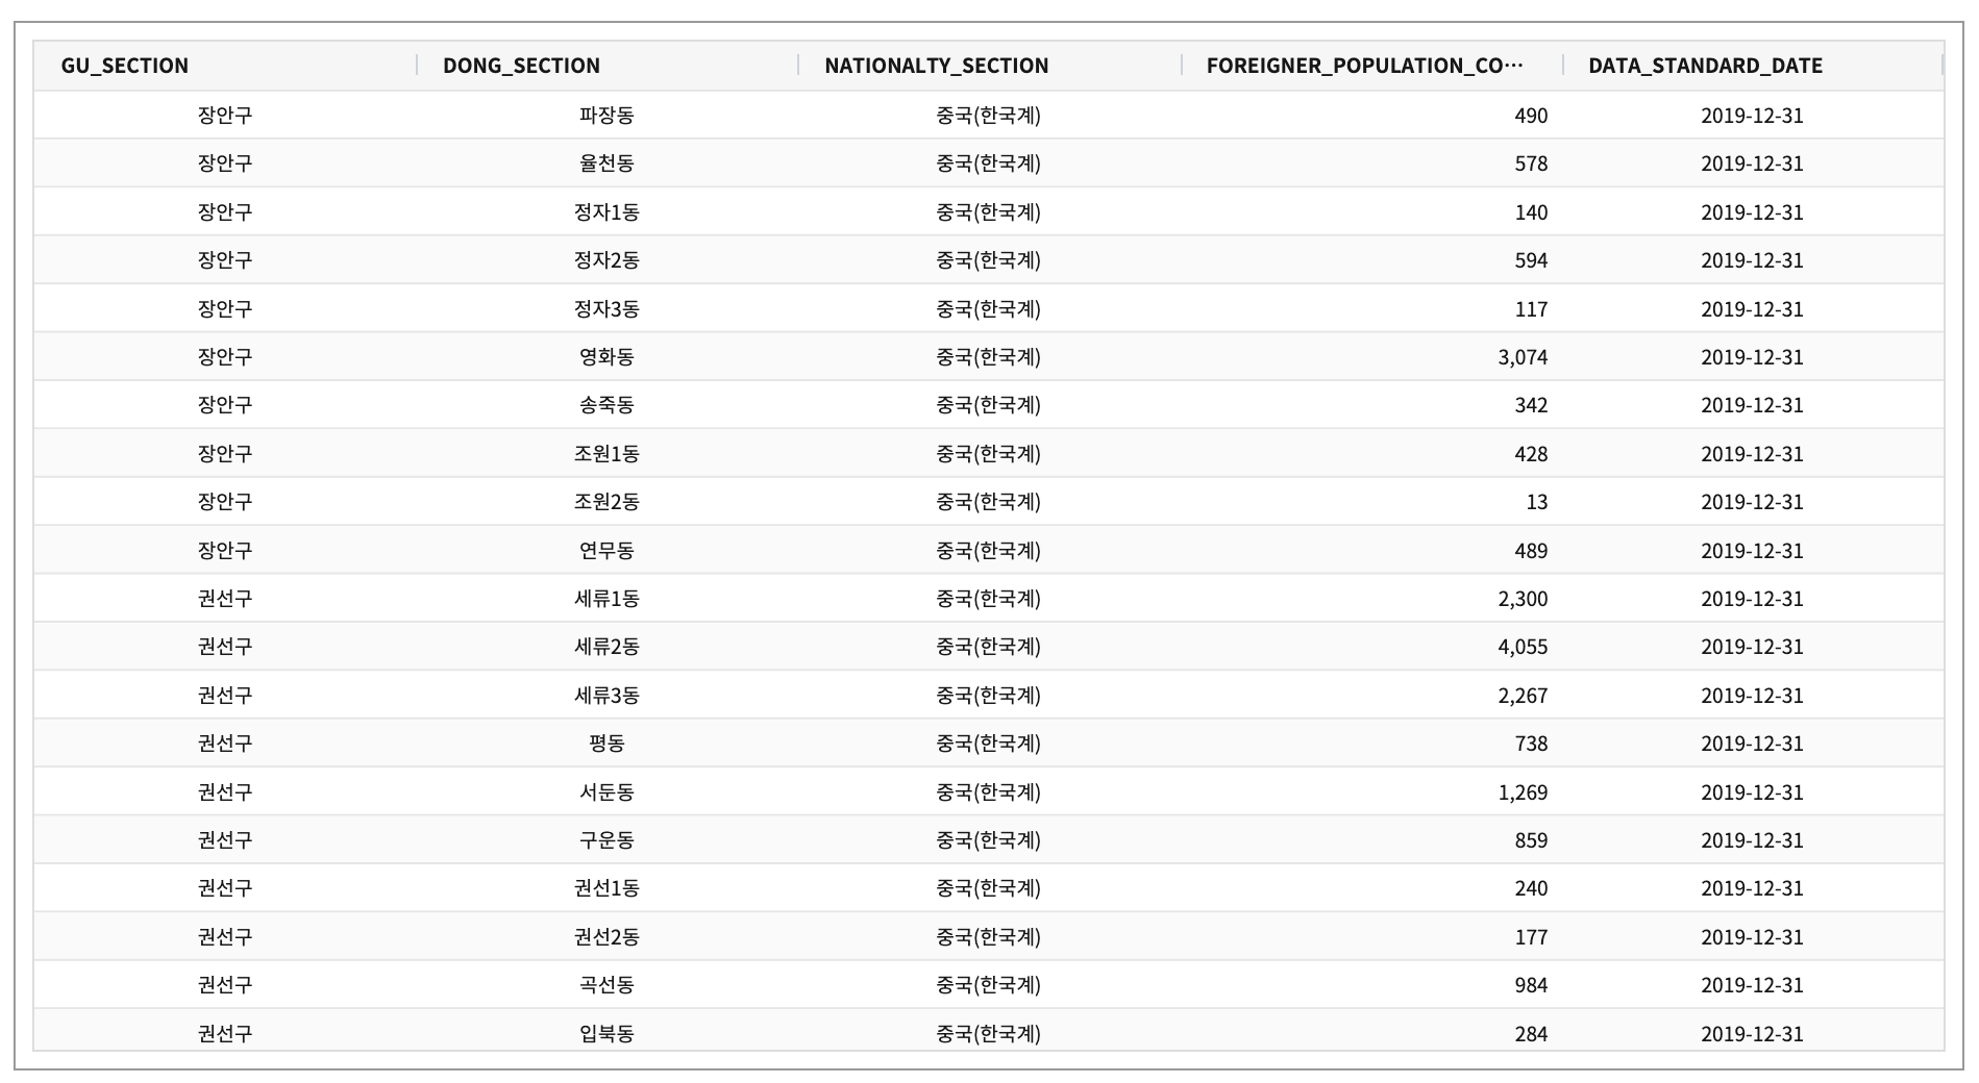 GU_SECTION DONG_SECTION NATIONALTY_SECTION FOREIGNER_POPULATION_CO… DATA_STANDARD_DATE
장안구 파장동 중국(한국계) 490 2019-12-31
장안구 율천동 중국(한국계) 578 2019-12-31
장안구 정자1동 중국(한국계) 140 2019-12-31
장안구 정자2동 중국(한국계) 594 2019-12-31
장안구 정자3동 중국(한국계) 117 2019-12-31
장안구 영화동 중국(한국계) 3,074 2019-12-31
장안구 송죽동 중국(한국계) 342 2019-12-31
장안구 조원1동 중국(한국계) 428 2019-12-31
장안구 조원2동 중국(한국계) 13 2019-12-31
장안구 연무동 중국(한국계) 489 2019-12-31
권선구 세류1동 중국(한국계) 2,300 2019-12-31
권선구 세류2동 중국(한국계) 4,055 2019-12-31
권선구 세류3동 중국(한국계) 2,267 2019-12-31
권선구 평동 중국(한국계) 738 2019-12-31
권선구 서둔동 중국(한국계) 1,269 2019-12-31
권선구 구운동 중국(한국계) 859 2019-12-31
권선구 권선1동 중국(한국계) 240 2019-12-31
권선구 권선2동 중국(한국계) 177 2019-12-31
권선구 곡선동 중국(한국계) 984 2019-12-31
권선구 입북동 중국(한국계) 284 2019-12-31